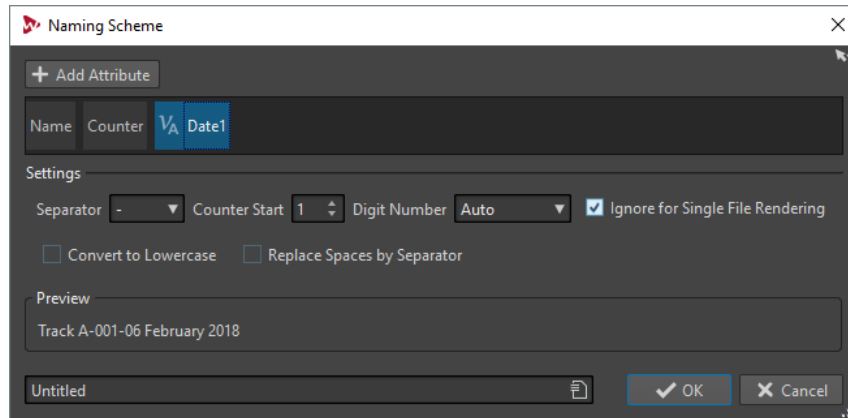 Naming Scheme
Add Attribute
Name Counter VA Date1
Settings
Separator - Counter Start 1 Digit Number Auto Ignore for Single File Rendering
Convert to Lowercase Replace Spaces by Separator
Preview
Track A-001-06 February 2018
Untitled OK Cancel